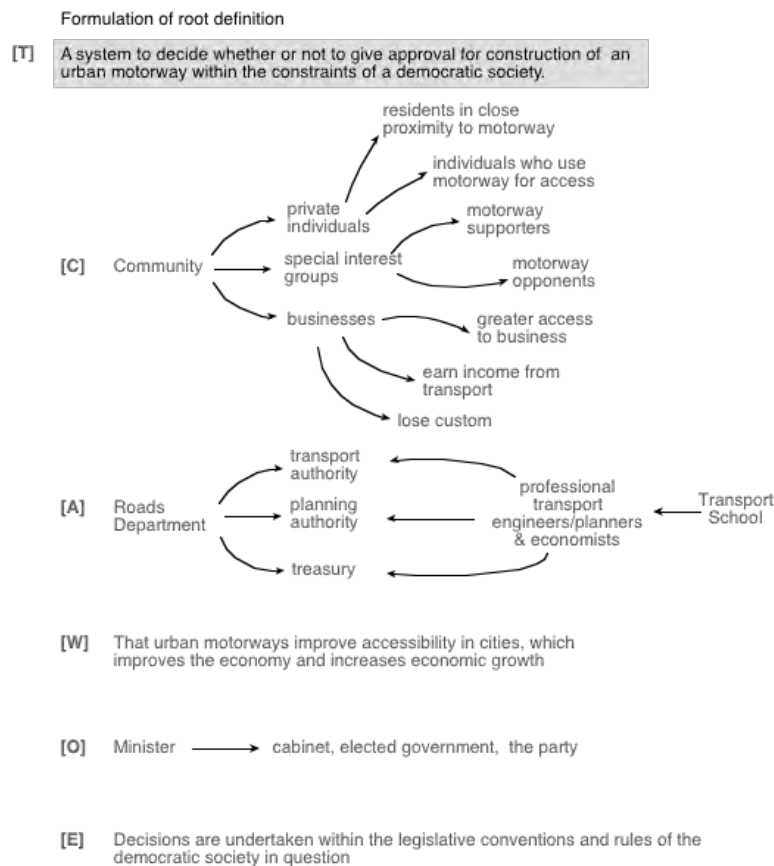 Formulation of root definition
[T] A system to decide whether or not to give approval for construction of an
urban motorway within the constraints of a democratic society.
residents in close
proximity to motorway
individuals who use
motorway for access
private
individuals
motorway
supporters
[C] Community
special interest
groups
motorway
opponents
businesses
greater access
to business
earn income from
transport
lose custom
transport
authority
[A] Roads
Department
planning
authority
professional
transport
engineers/planners
& economists
Transport
School
treasury
[W] That urban motorways improve accessibility in cities, which
improves the economy and increases economic growth
[O] Minister cabinet, elected government, the party
[E] Decisions are undertaken within the legislative conventions and rules of the
democratic society in question